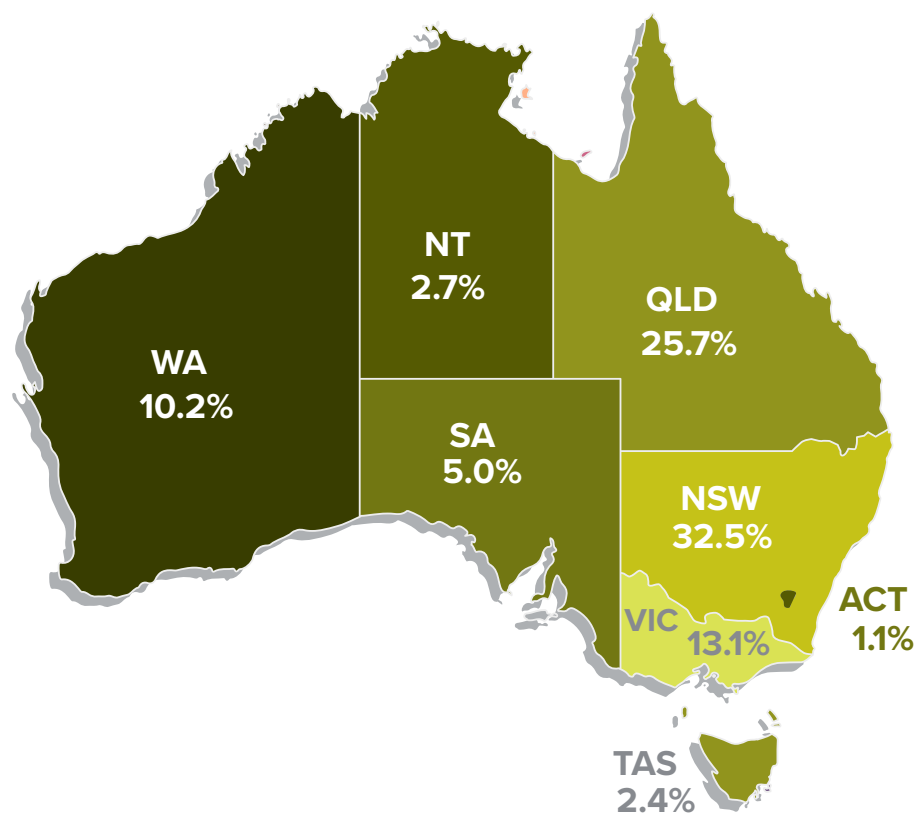 NT
2.7%
QLD
25.7%
WA
10.2%
SA
5.0%
NSW
32.5%
ACT
1.1%
VIC
13.1%
TAS
2.4%